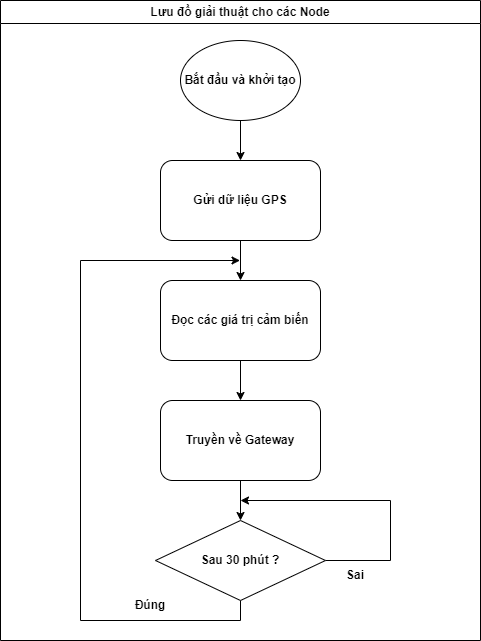 Lưu đồ giải thuật cho các Node
Bắt đầu và khởi tạo
Gửi dữ liệu GPS
Đọc các giá trị cảm biến
Truyền về Gateway
Sau 30 phút ?
Sai
Đúng